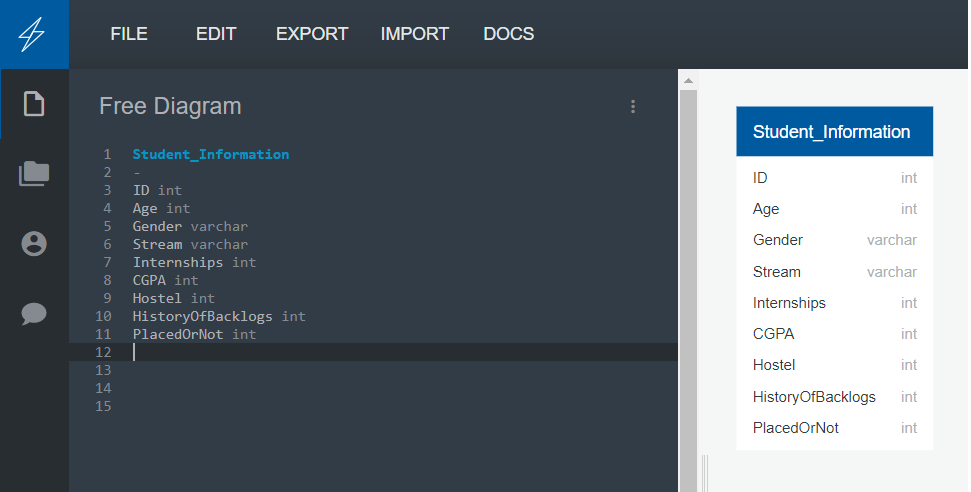 FILE EDIT EXPORT IMPORT DOCS
Free Diagram
1 Student_Information
2 -
3 ID int
4 Age int
5 Gender varchar
6 Stream varchar
7 Internships int
8 CGPA int
9 Hostel int
10 HistoryOfBacklogs int
11 PlacedOrNot int
12
13
14
15
Student_Information
ID int
Age int
Gender varchar
Stream varchar
Internships int
CGPA int
Hostel int
HistoryOfBacklogs int
PlacedOrNot int